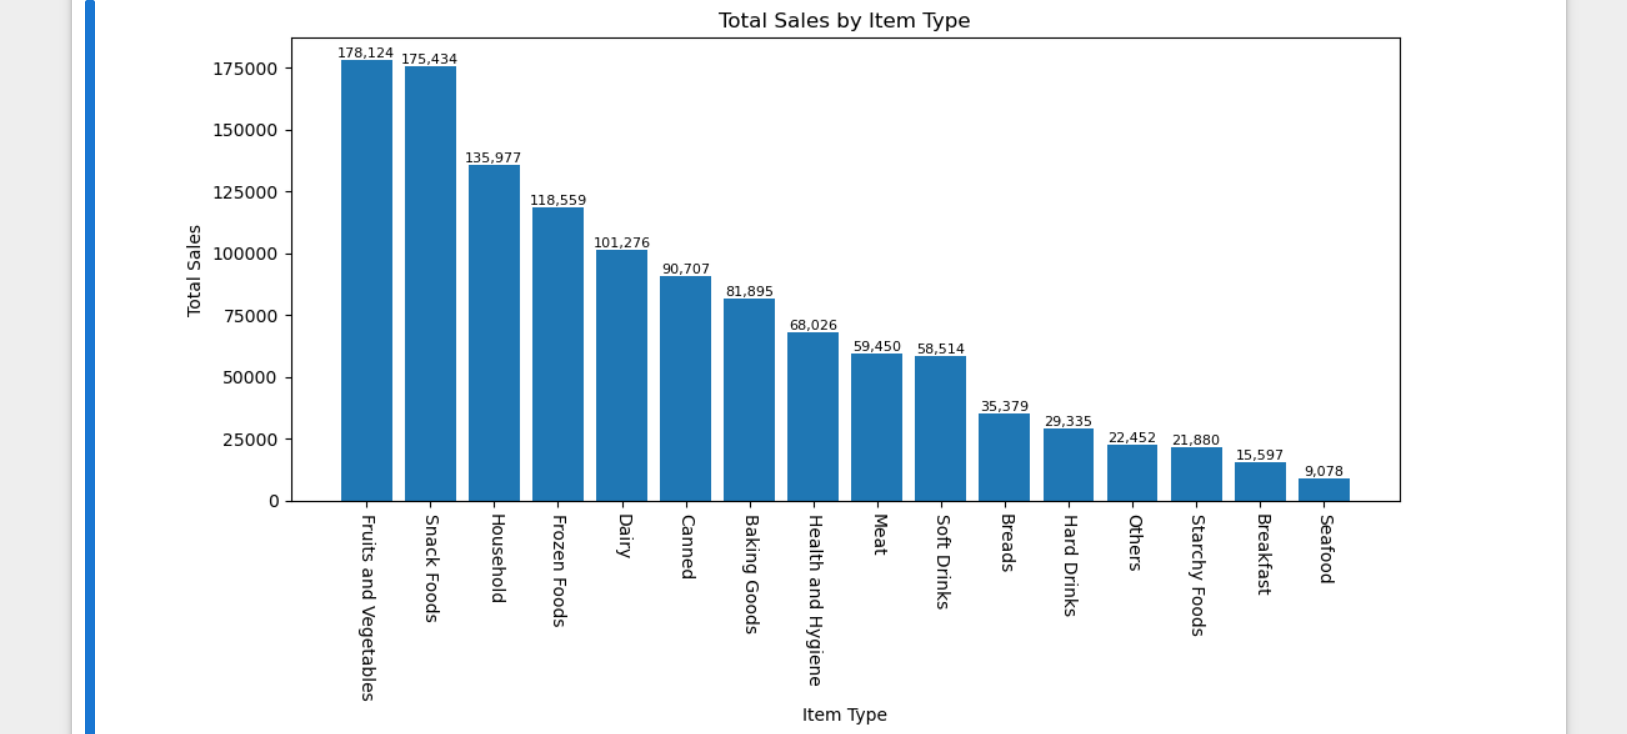 Total Sales by Item Type
178,124
175,434
135,977
118,559
101,276
90,707
81,895
68,026
59,450
58,514
35,379
29,335
22,452
21,880
15,597
9,078
175000
150000
125000
100000
75000
50000
25000
0
Total Sales
Fruits and Vegetables
Snack Foods
Household
Frozen Foods
Dairy
Canned
Baking Goods
Health and Hygiene
Meat
Soft Drinks
Breads
Hard Drinks
Others
Starchy Foods
Breakfast
Seafood
Item Type